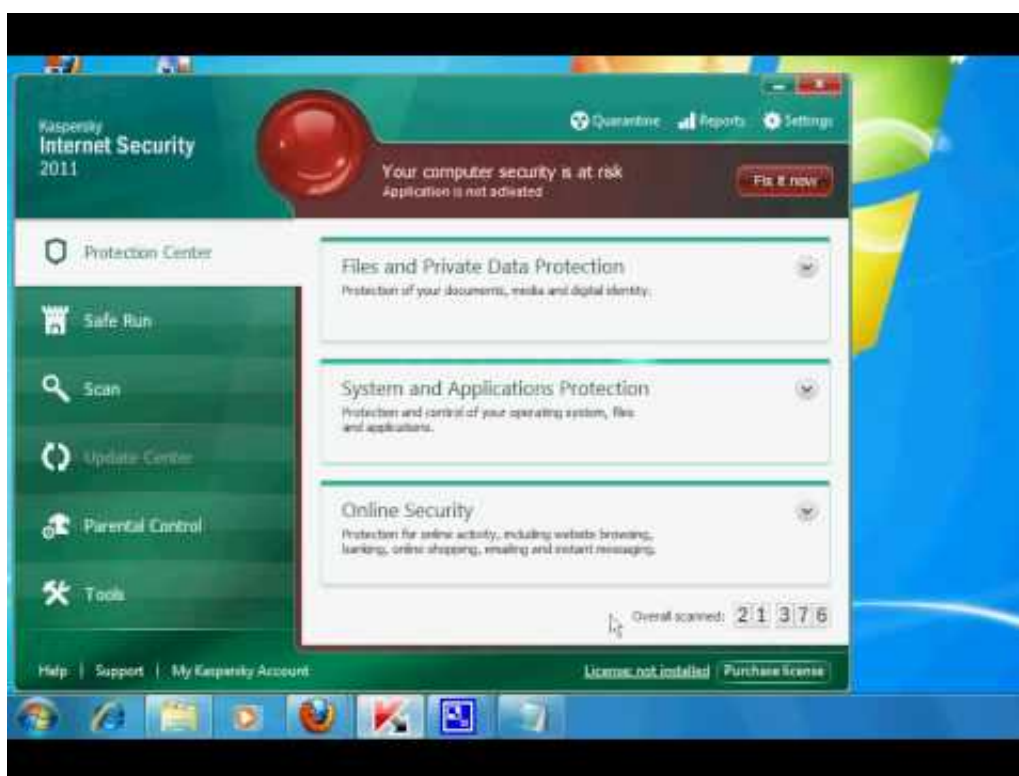 Kaspersky
Internet Security
2011
Quarantine
Reports
Settings
Your computer security is at risk
Application is not activated
Fix it now
Protection Center
Safe Run
Scan
Update Center
Parental Control
Tools
Files and Private Data Protection
Protection of your documents, media and digital identity.
System and Applications Protection
Protection and control of your operating system, files
and applications.
Online Security
Protection for online activity, including website browsing,
banking, online shopping, emailing and instant messaging.
Overall scanned: 21 376
Help | Support | My Kaspersky Account
License: not installed
Purchase license